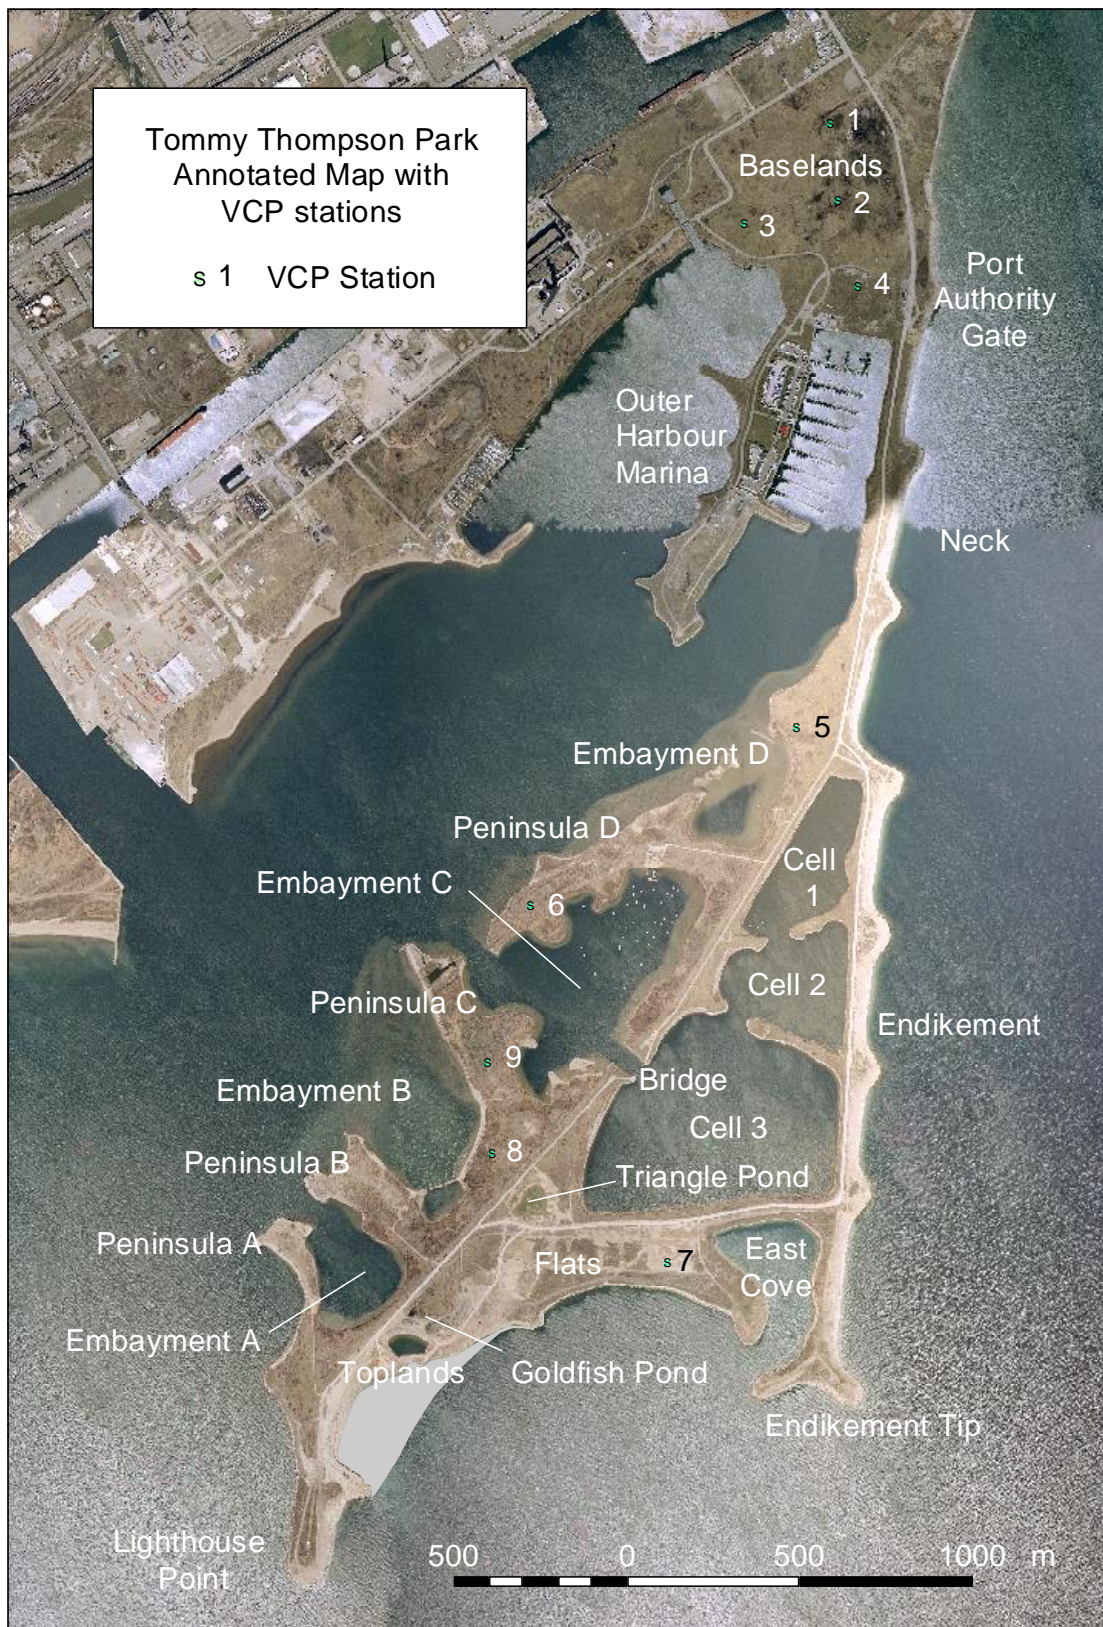 Tommy Thompson Park
Annotated Map with
VCP stations
s 1 VCP Station
s 1
Baselands
s 2
s 3
s 4
Port
Authority
Gate
Outer
Harbour
Marina
Neck
s 5
Embayment D
Peninsula D
Cell
1
Embayment C
s 6
Cell 2
Peninsula C
Endikement
s 9
Bridge
Embayment B
Cell 3
s 8
Peninsula B
Triangle Pond
Peninsula A
Flats
s 7
East
Cove
Embayment A
Toplands
Goldfish Pond
Endikement Tip
Lighthouse
Point
500 0 500 1000 m